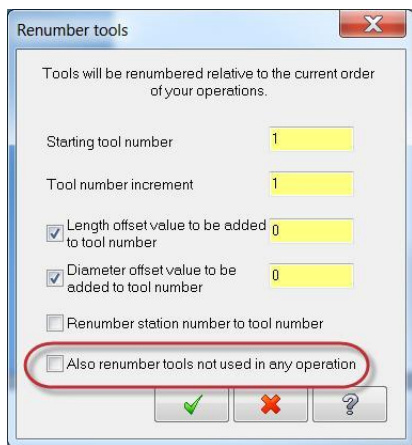 Renumber tools
Tools will be renumbered relative to the current order
of your operations.
Starting tool number 1
Tool number increment 1
Length offset value to be added 0
to tool number
Diameter offset value to be 0
added to tool number
Renumber station number to tool number
Also renumber tools not used in any operation